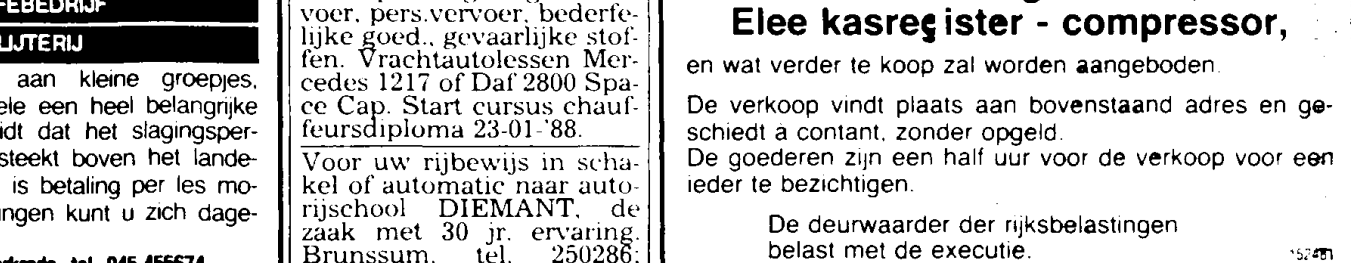 LIJTERIJ
aan kleine groepjes,
ele een heel belangrijke
idt dat het slagingsper-
steekt boven het lande-
is betaling per les mo-
ingen kunt u zich dage-
tel. 045-455674
voer, pers.vervoer, bederfe-
lijke goed., gevaarlijke stof-
fen. Vrachtautolessen Mer-
cedes 1217 of Daf 2800 Spa-
ce Cap. Start cursus chauf-
feursdiploma 23-01-'88.
Voor uw rijbewijs in scha-
kel of automatic naar auto-
rijschool DIEMANT, de
zaak met 30 jr. ervaring.
Brunssum, tel. 250286;
Elec kasregister - compressor,
en wat verder te koop zal worden aangeboden.
De verkoop vindt plaats aan bovenstaand adres en ge-
schiedt à contant, zonder opgeld.
De goederen zijn een half uur voor de verkoop voor een
ieder te bezichtigen.
De deurwaarder der rijksbelastingen
belast met de executie.